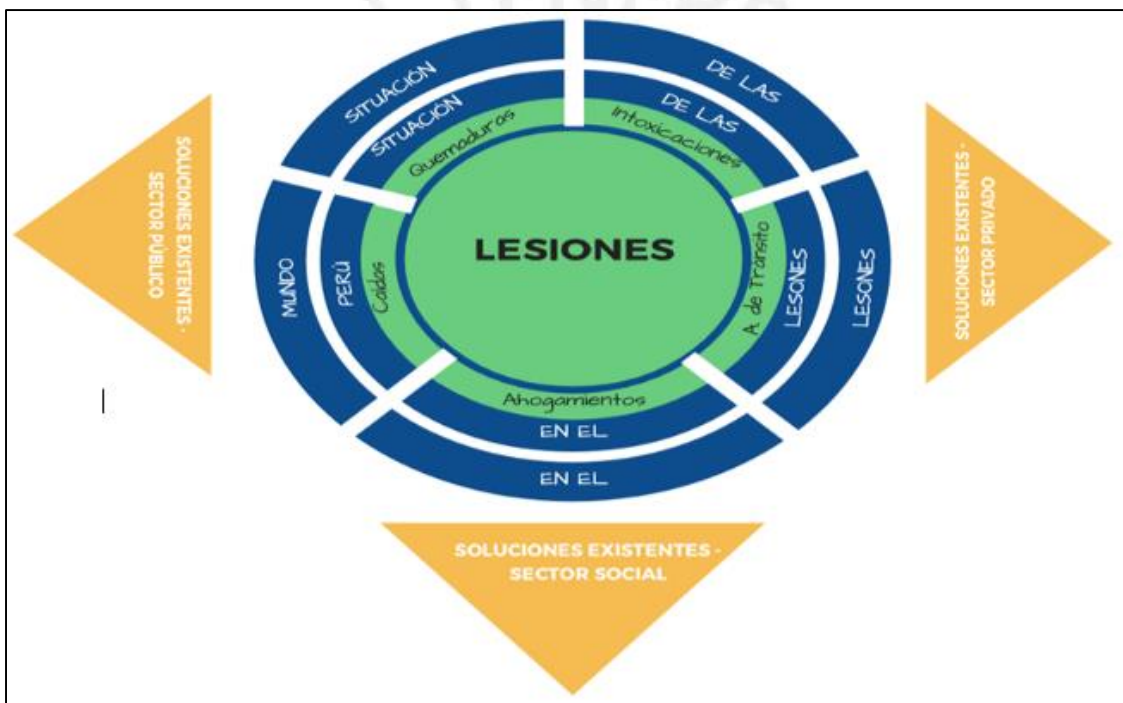 SITUACIÓN
DE LAS
LESONES
EN EL
MUNDO
SITUACIÓN
DE LAS
LESONES
EN EL
PERÚ
Quemaduras
Intoxicaciones
A. de Tránsito
Ahogamientos
Caídas
LESIONES
SOLUCIONES EXISTENTES -
SECTOR PÚBLICO
SOLUCIONES EXISTENTES -
SECTOR PRIVADO
SOLUCIONES EXISTENTES -
SECTOR SOCIAL